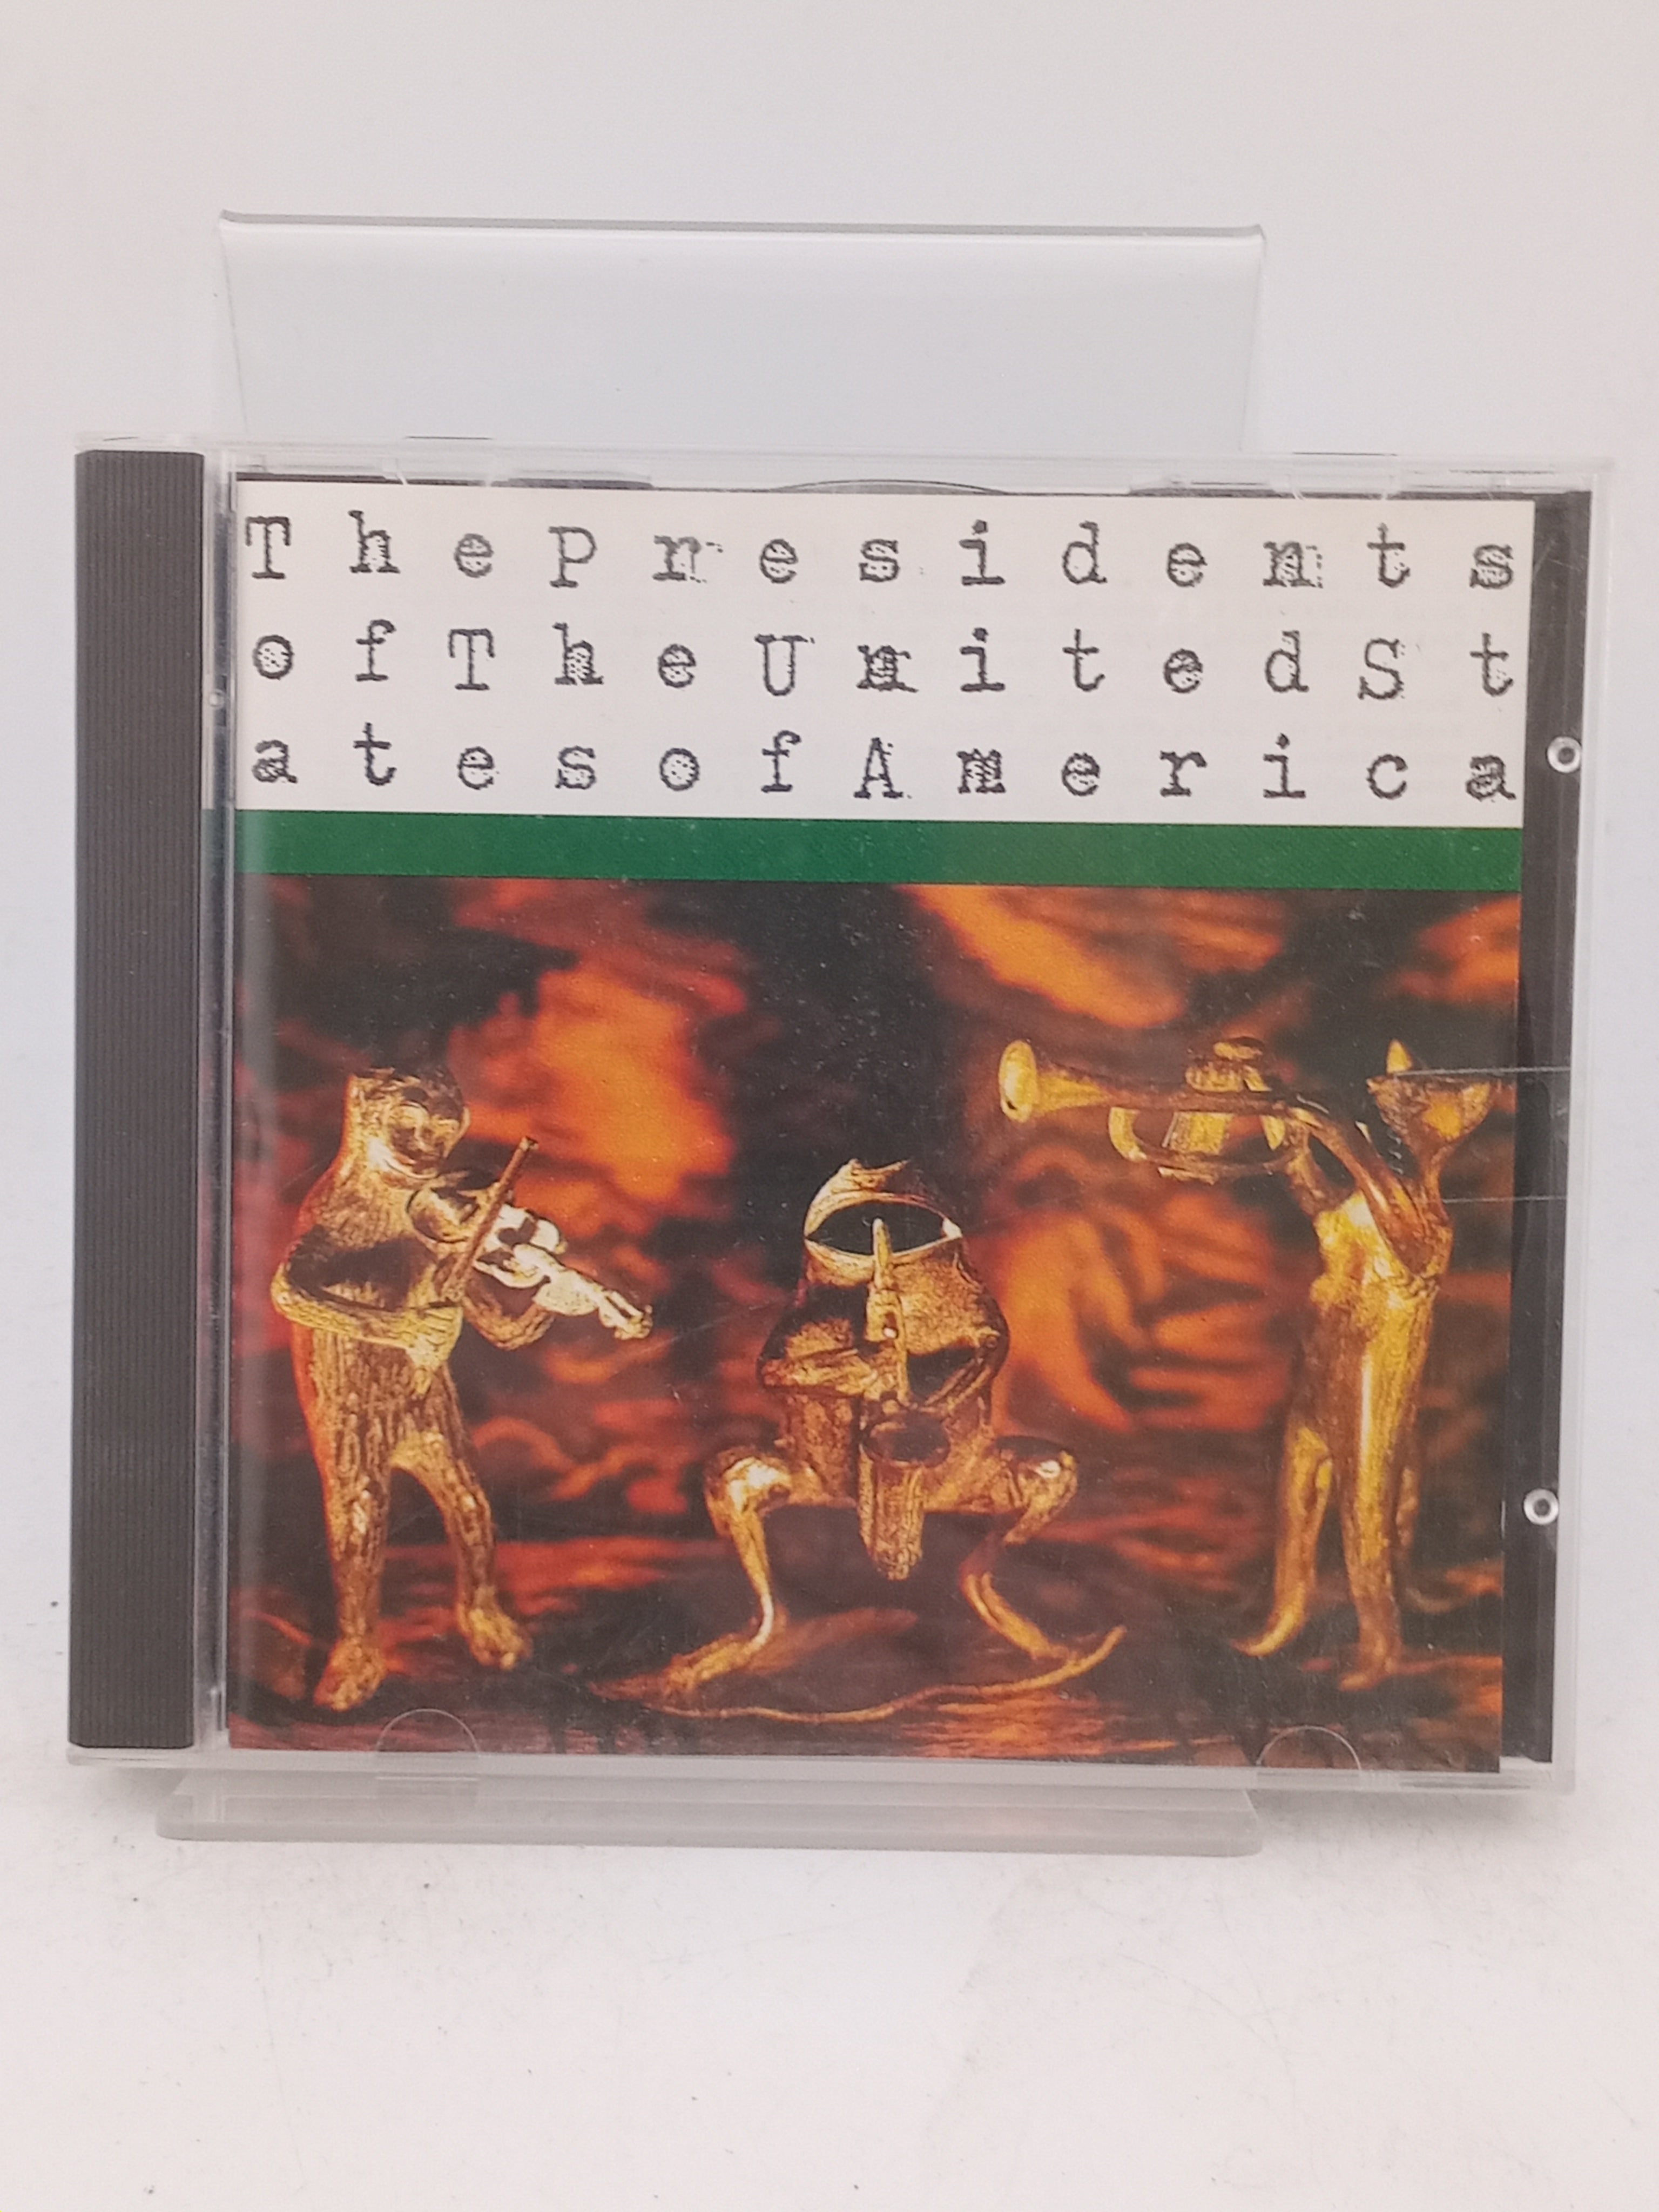 ThePresidents
ofTheUnitedSt
atesofAmerica